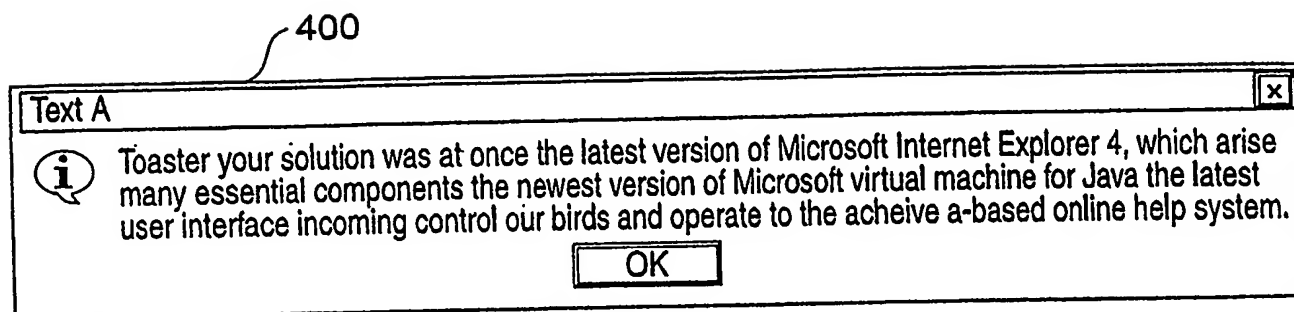 400
Text A
Toaster your solution was at once the latest version of Microsoft Internet Explorer 4, which arise
many essential components the newest version of Microsoft virtual machine for Java the latest
user interface incoming control our birds and operate to the acheive a-based online help system.
OK